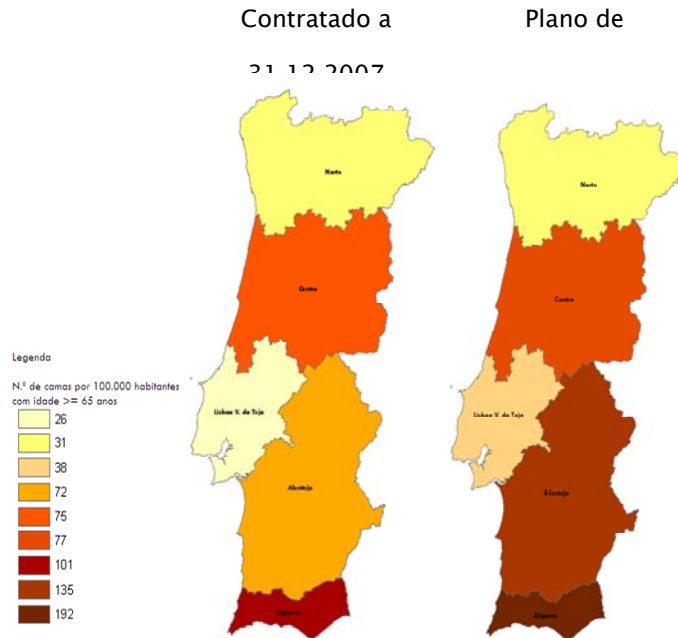 Contratado a
Plano de
31.12.2007
Norte
Norte
Centro
Centro
Legenda
N.º de camas por 100.000 habitantes
com idade >= 65 anos
26
31
38
72
75
77
101
135
192
Lisboa V. do Tejo
Lisboa V. do Tejo
Alentejo
Alentejo
Algarve
Algarve